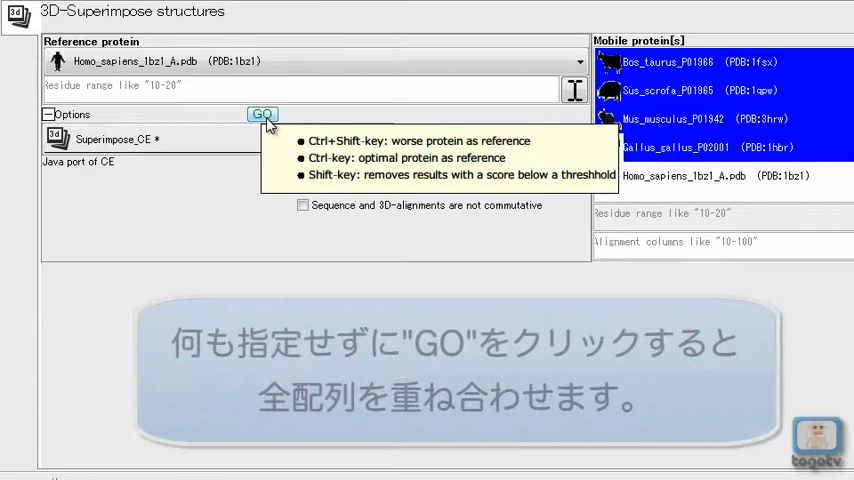 3d
3D-Superimpose structures
Reference protein
Homo_sapiens_1bz1_A.pdb (PDB:1bz1)
Residue range like "10-20"
Options
GO
3d
Superimpose_CE *
Java port of CE
Ctrl+Shift-key: worse protein as reference
Ctrl-key: optimal protein as reference
Shift-key: removes results with a score below a threshhold
Sequence and 3D-alignments are not commutative
Mobile protein[s]
Bos_taurus_P01966 (PDB:1fsx)
Sus_scrofa_P01965 (PDB:1qpw)
Mus_musculus_P01942 (PDB:3hrw)
Gallus_gallus_P02001 (PDB:1hbr)
Homo_sapiens_1bz1_A.pdb (PDB:1bz1)
Residue range like "10-20"
Alignment columns like "10-100"
何も指定せずに"GO"をクリックすると
全配列を重ね合わせます。
togotv